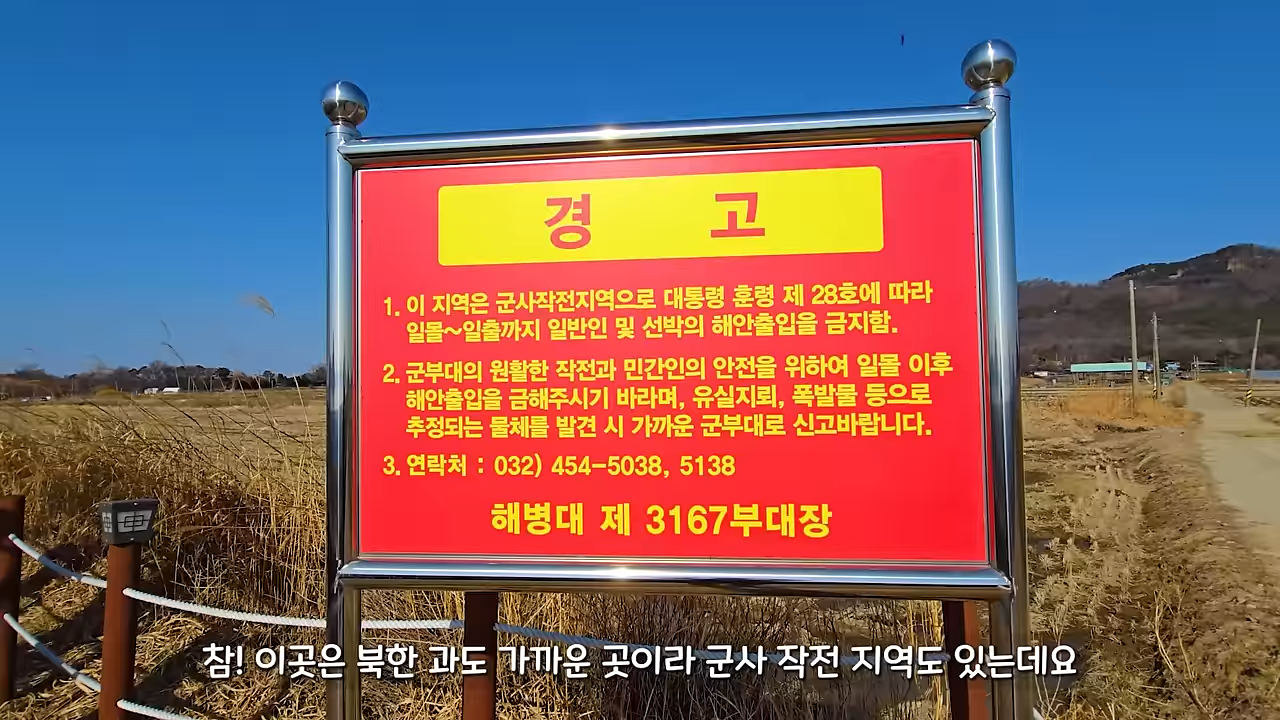 경 고
1. 이 지역은 군사작전지역으로 대통령 훈령 제 28호에 따라
일몰~일출까지 일반인 및 선박의 해안출입을 금지함.
2. 군부대의 원활한 작전과 민간인의 안전을 위하여 일몰 이후
해안출입을 금해주시기 바라며, 유실지뢰, 폭발물 등으로
추정되는 물체를 발견 시 가까운 군부대로 신고바랍니다.
3. 연락처 : 032) 454-5038, 5138
해병대 제 3167부대장
참! 이곳은 북한 과도 가까운 곳이라 군사 작전 지역도 있는데요